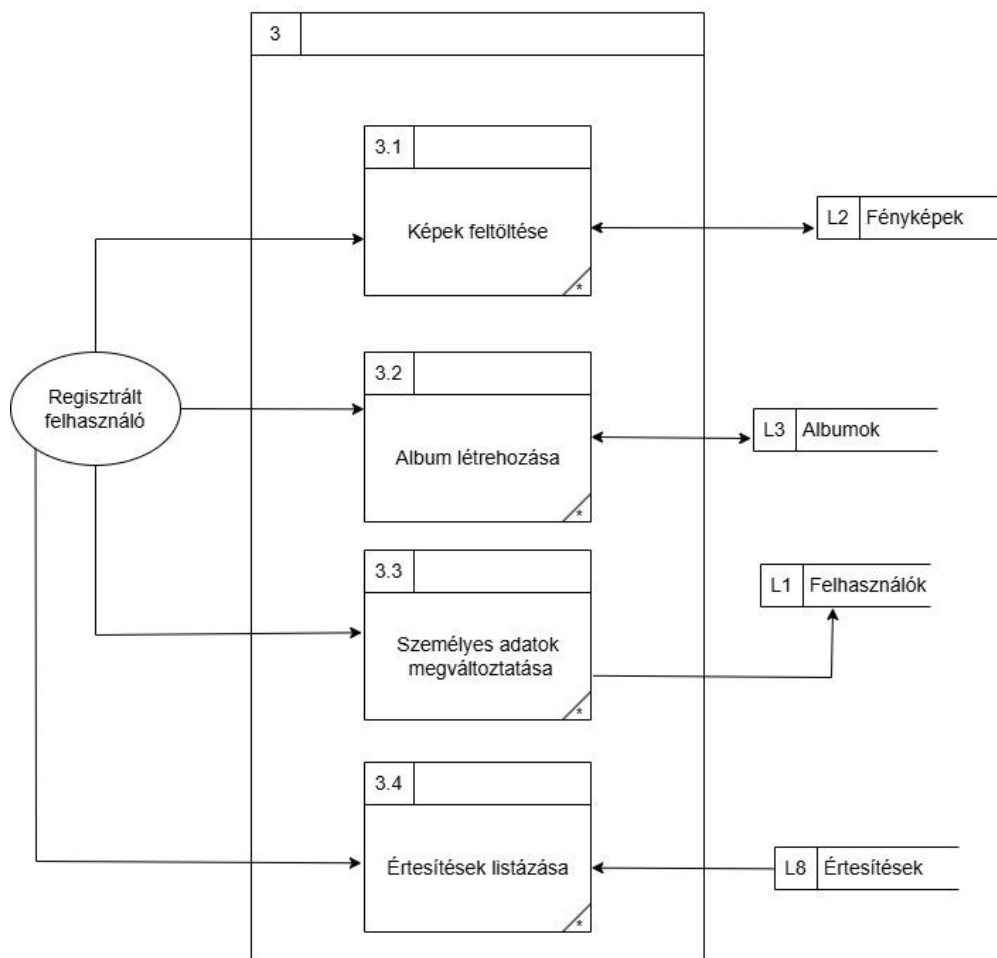 3
3.1
Képek feltöltése
*
L2 Fényképek
Regisztrált
felhasználó
3.2
Album létrehozása
*
L3 Albumok
3.3
Személyes adatok
megváltoztatása
*
L1 Felhasználók
3.4
Értesítések listázása
*
L8 Értesítések